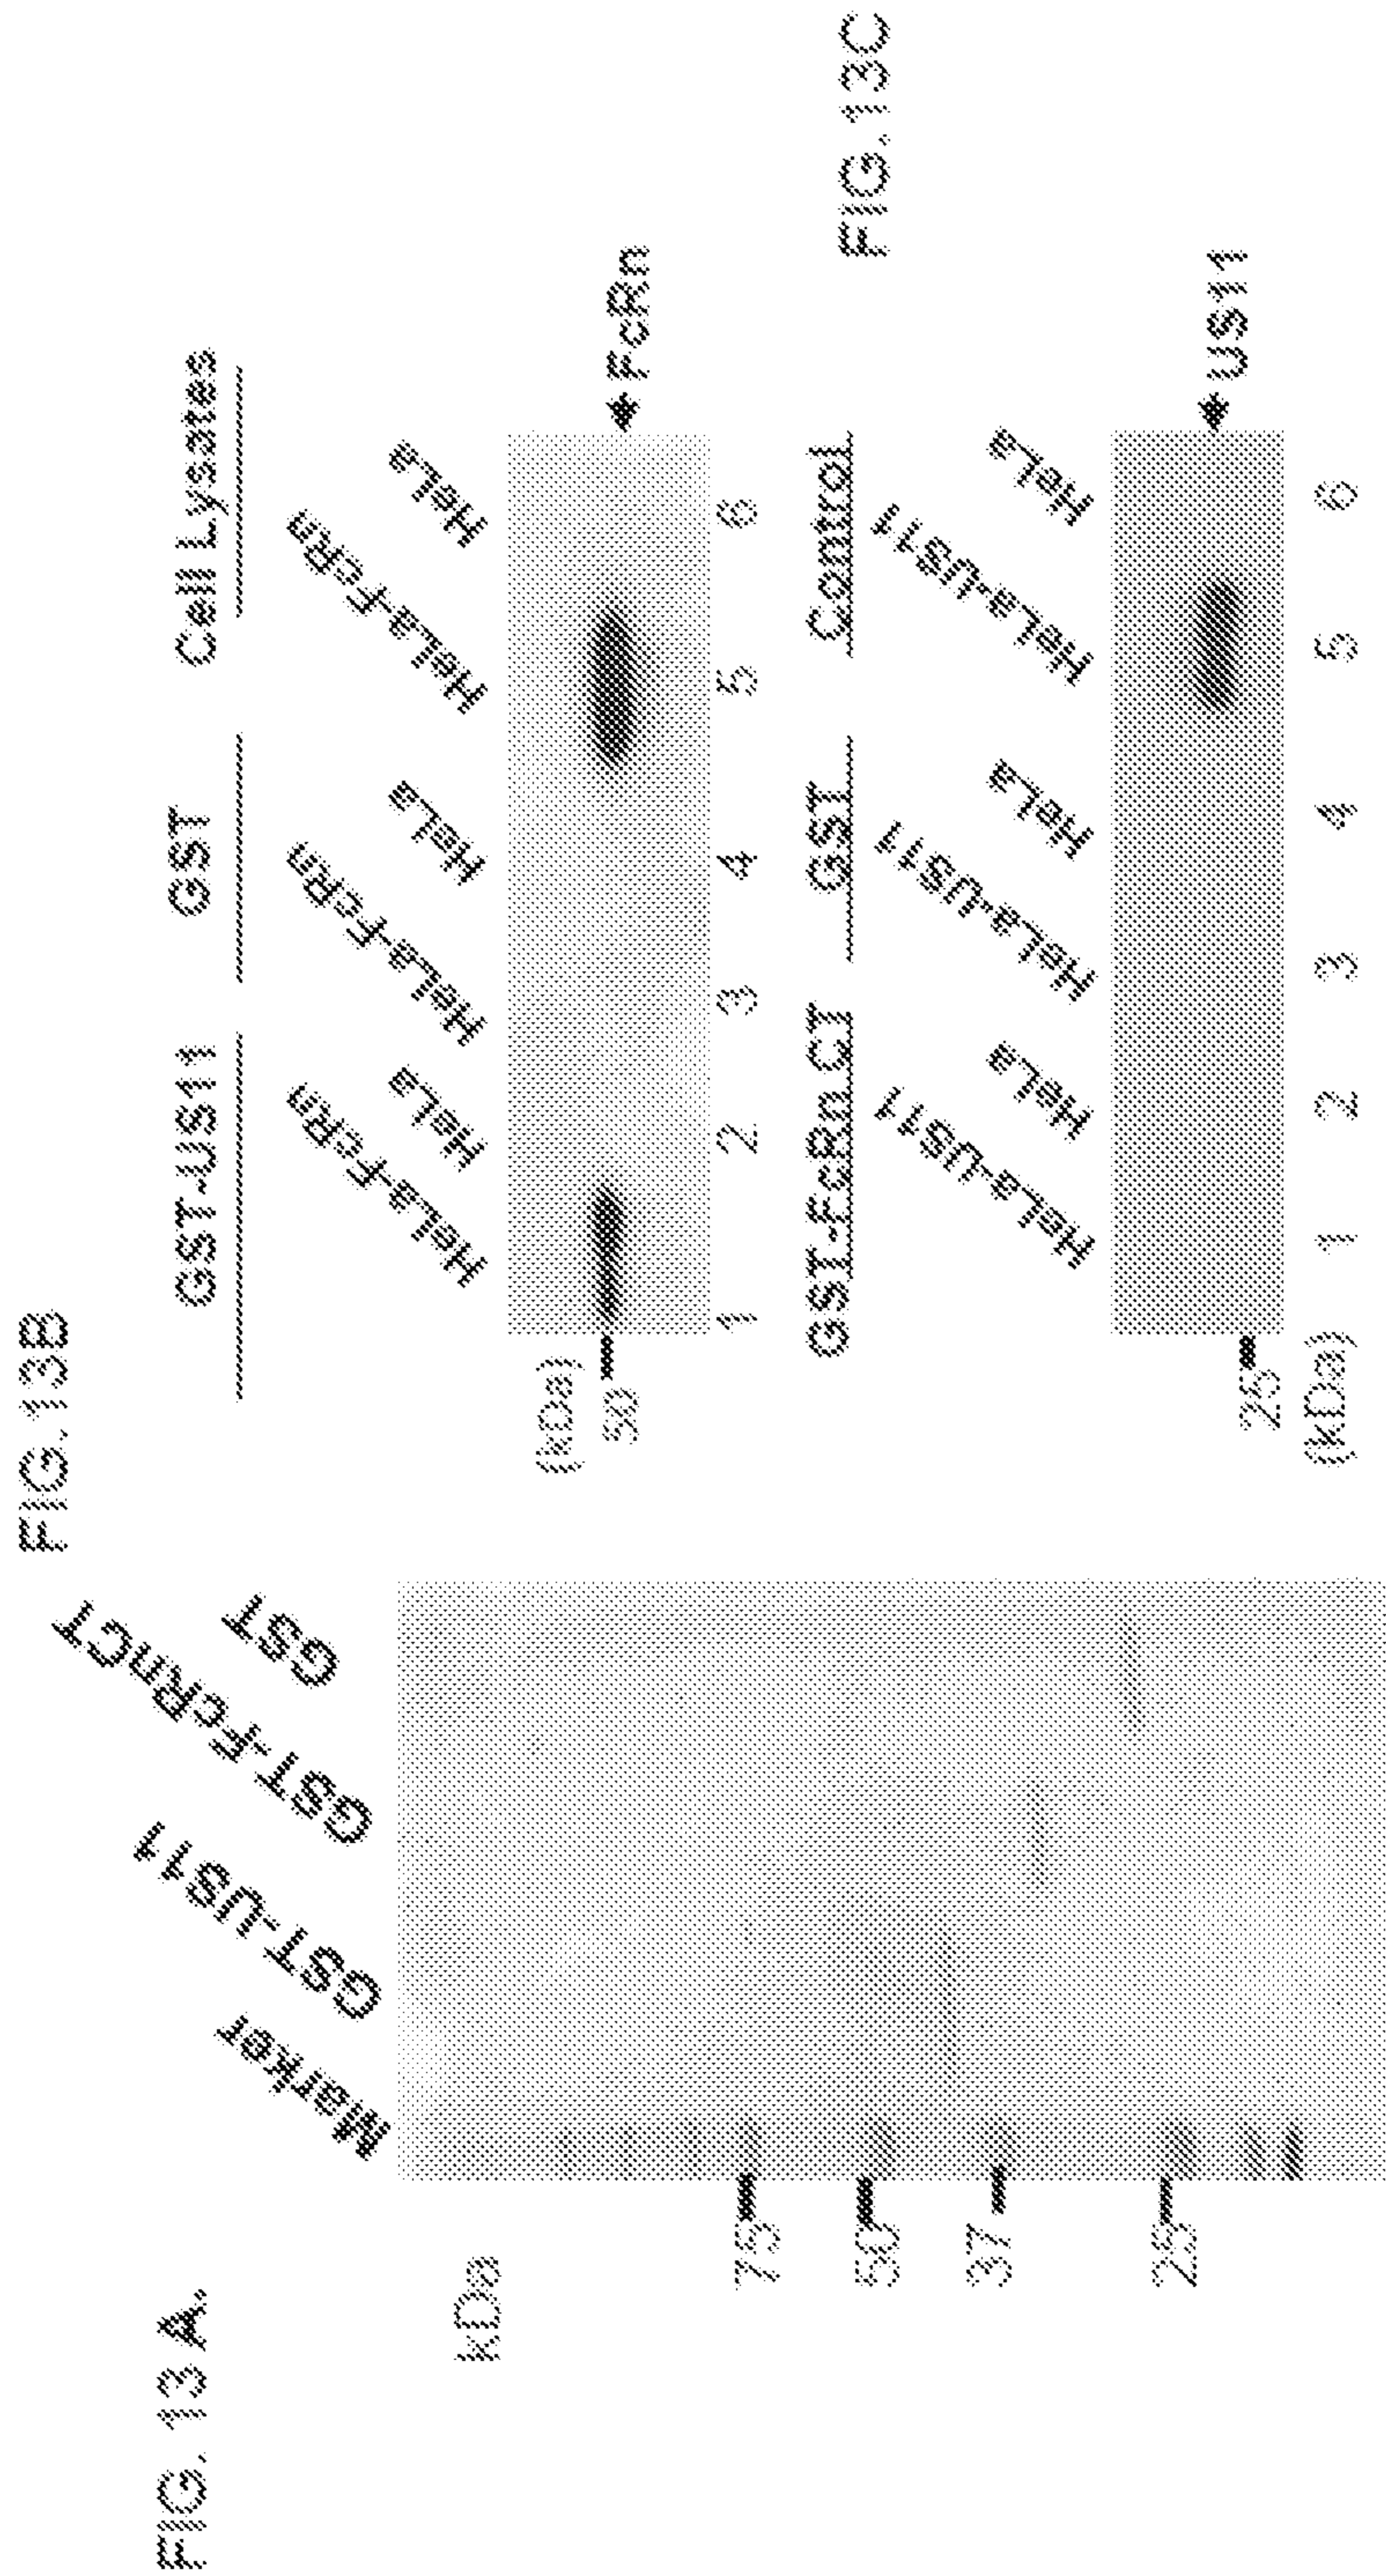 FIG. 13 A.
Marker GST-US11 GST-FcRnCT GST
kDa
75
50
37
25
FIG.13B
GST-US11 GST Cell Lysates
HeLa-FcRn HeLa HeLa-FcRn HeLa HeLa-FcRn HeLa
(kDa)
50 FcRn
1 2 3 4 5 6
FIG.13C
GST-FcRn CT GST Control
HeLa-US11 HeLa HeLa-US11 HeLa HeLa-US11 HeLa
US11
25
(kDa) 1 2 3 4 5 6